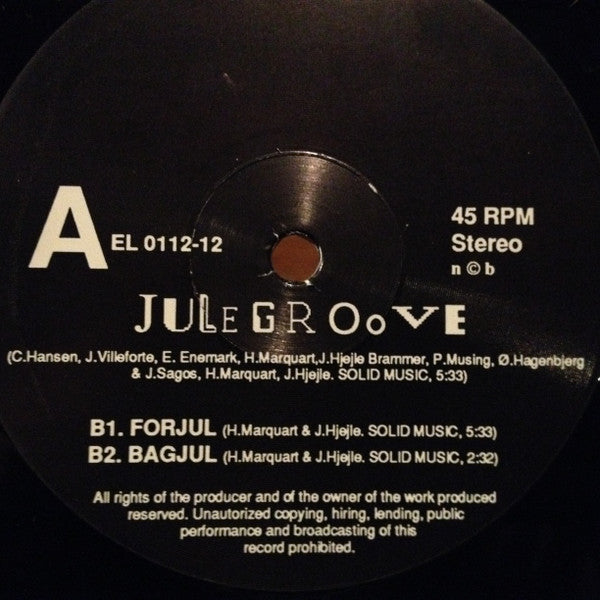 A EL 0112-12
45 RPM
Stereo
n © b
JULEGROOVE
(C.Hansen, J.Villeforte, E. Enemark, H.Marquart,J.Hjejle Brammer, P.Musing, Ø.Hagenbjerg
& J.Sagos, H.Marquart, J.Hjejle. SOLID MUSIC, 5:33)
B1. FORJUL (H.Marquart & J.Hjejle. SOLID MUSIC, 5:33)
B2. BAGJUL (H.Marquart & J.Hjejle. SOLID MUSIC, 2:32)
All rights of the producer and of the owner of the work produced
reserved. Unautorized copying, hiring, lending, public
performance and broadcasting of this
record prohibited.